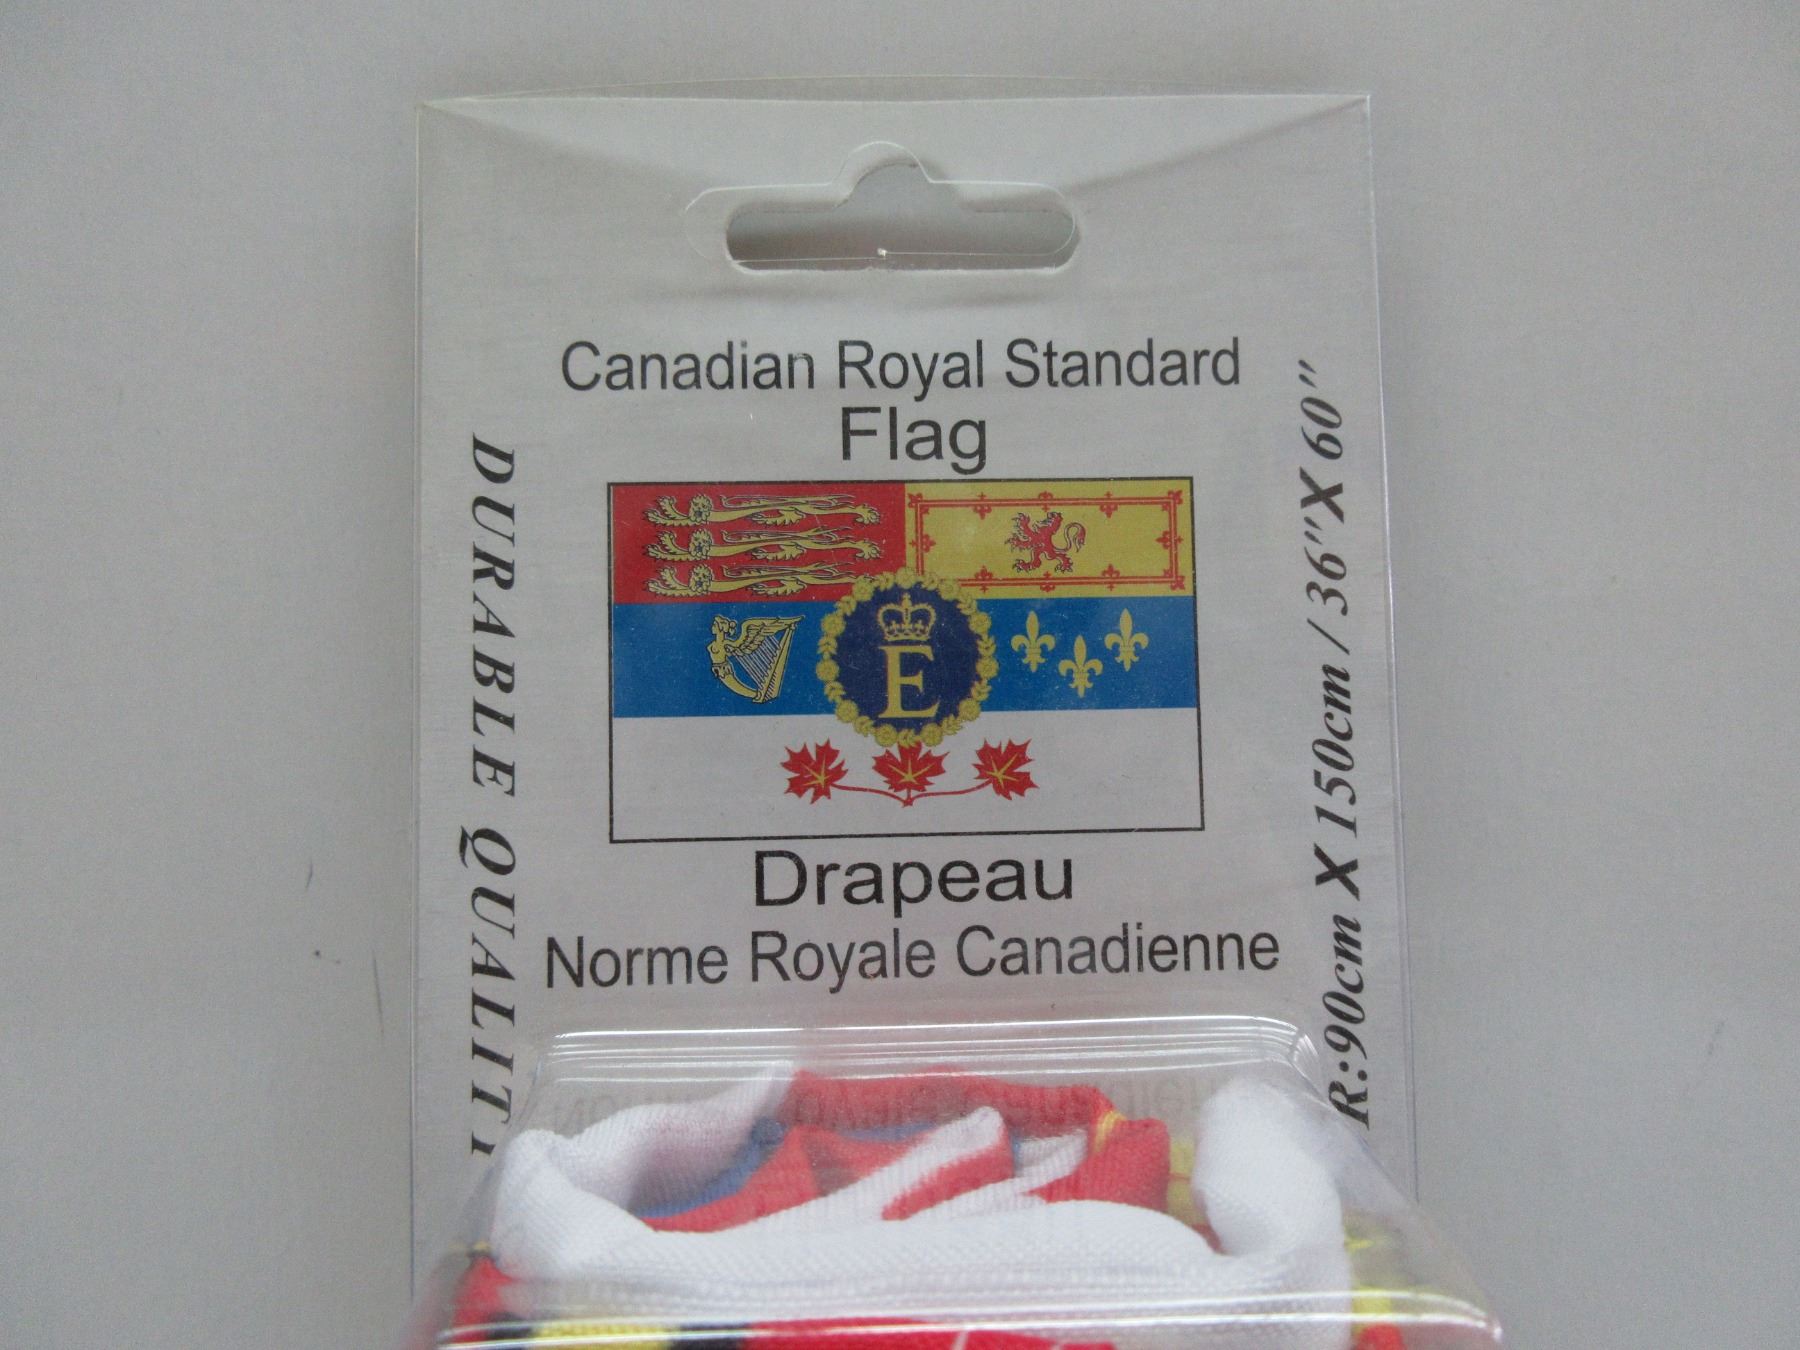 Canadian Royal Standard
Flag
E
Drapeau
Norme Royale Canadienne
DURABLE QUALIT
R.:90cm X 150cm / 36"X 60"